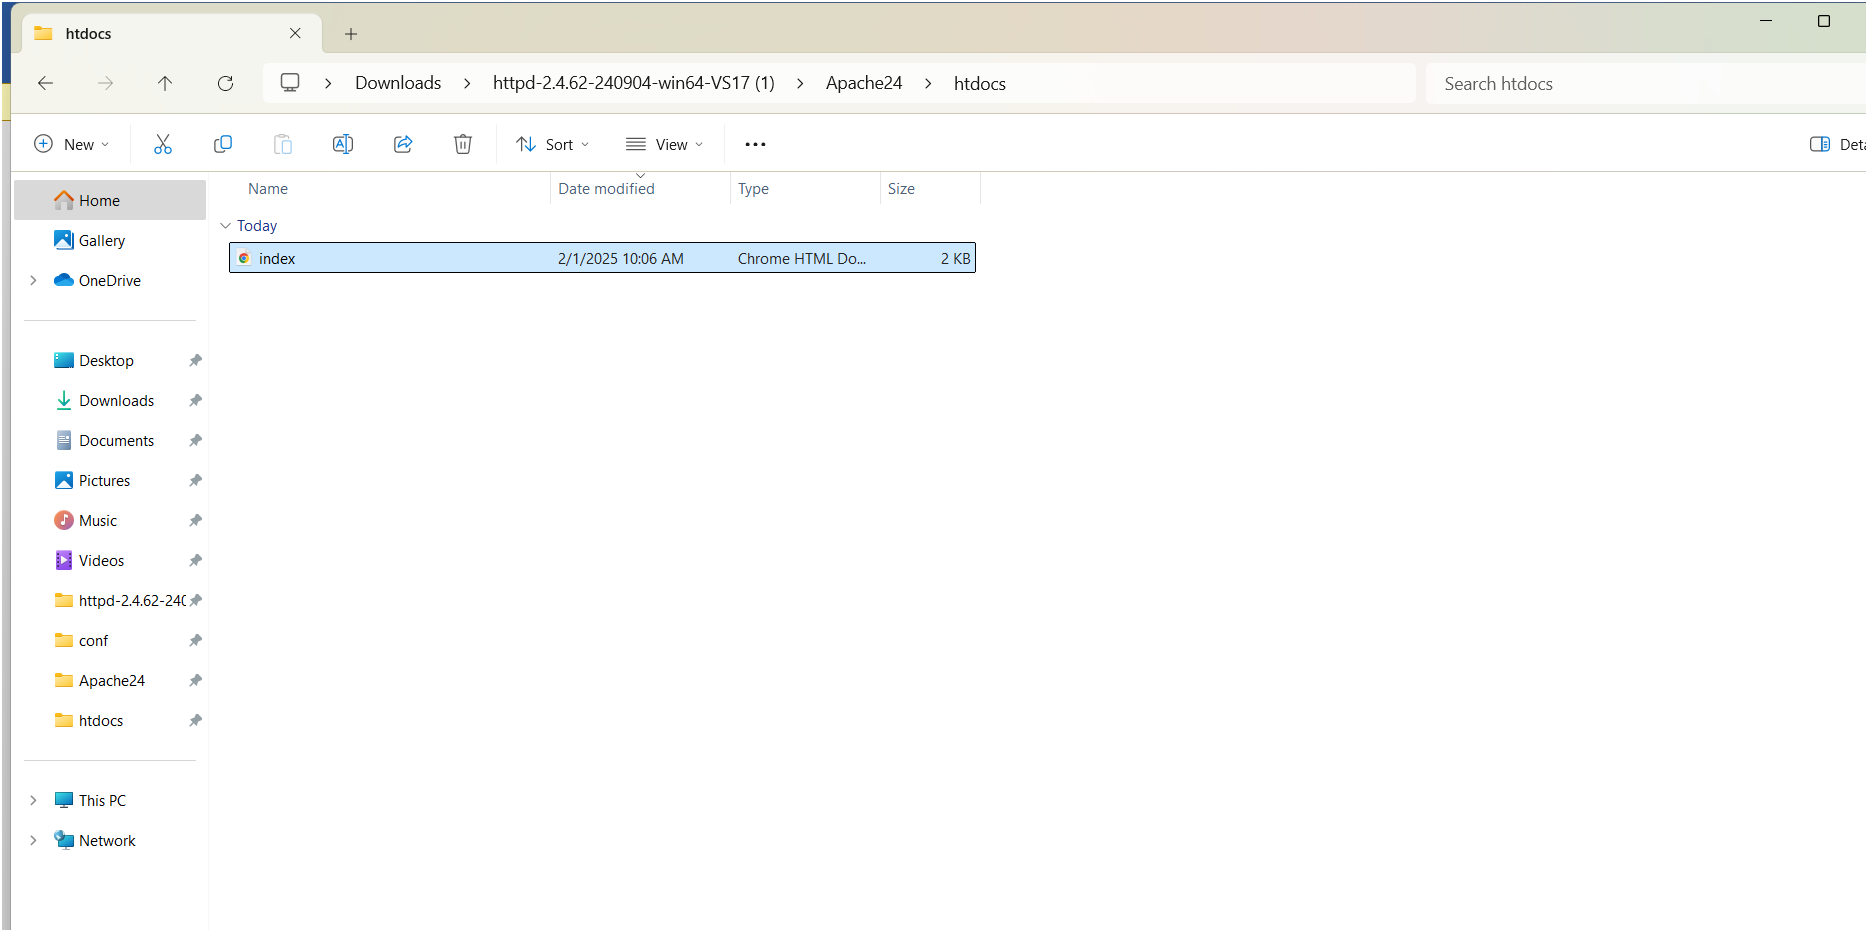 htdocs
Downloads > httpd-2.4.62-240904-win64-VS17 (1) > Apache24 > htdocs
Search htdocs
New
Sort
View
Deta
Name
Date modified
Type
Size
Home
Gallery
OneDrive
Desktop
Downloads
Documents
Pictures
Music
Videos
httpd-2.4.62-240
conf
Apache24
htdocs
This PC
Network
Today
index 2/1/2025 10:06 AM Chrome HTML Do... 2 KB